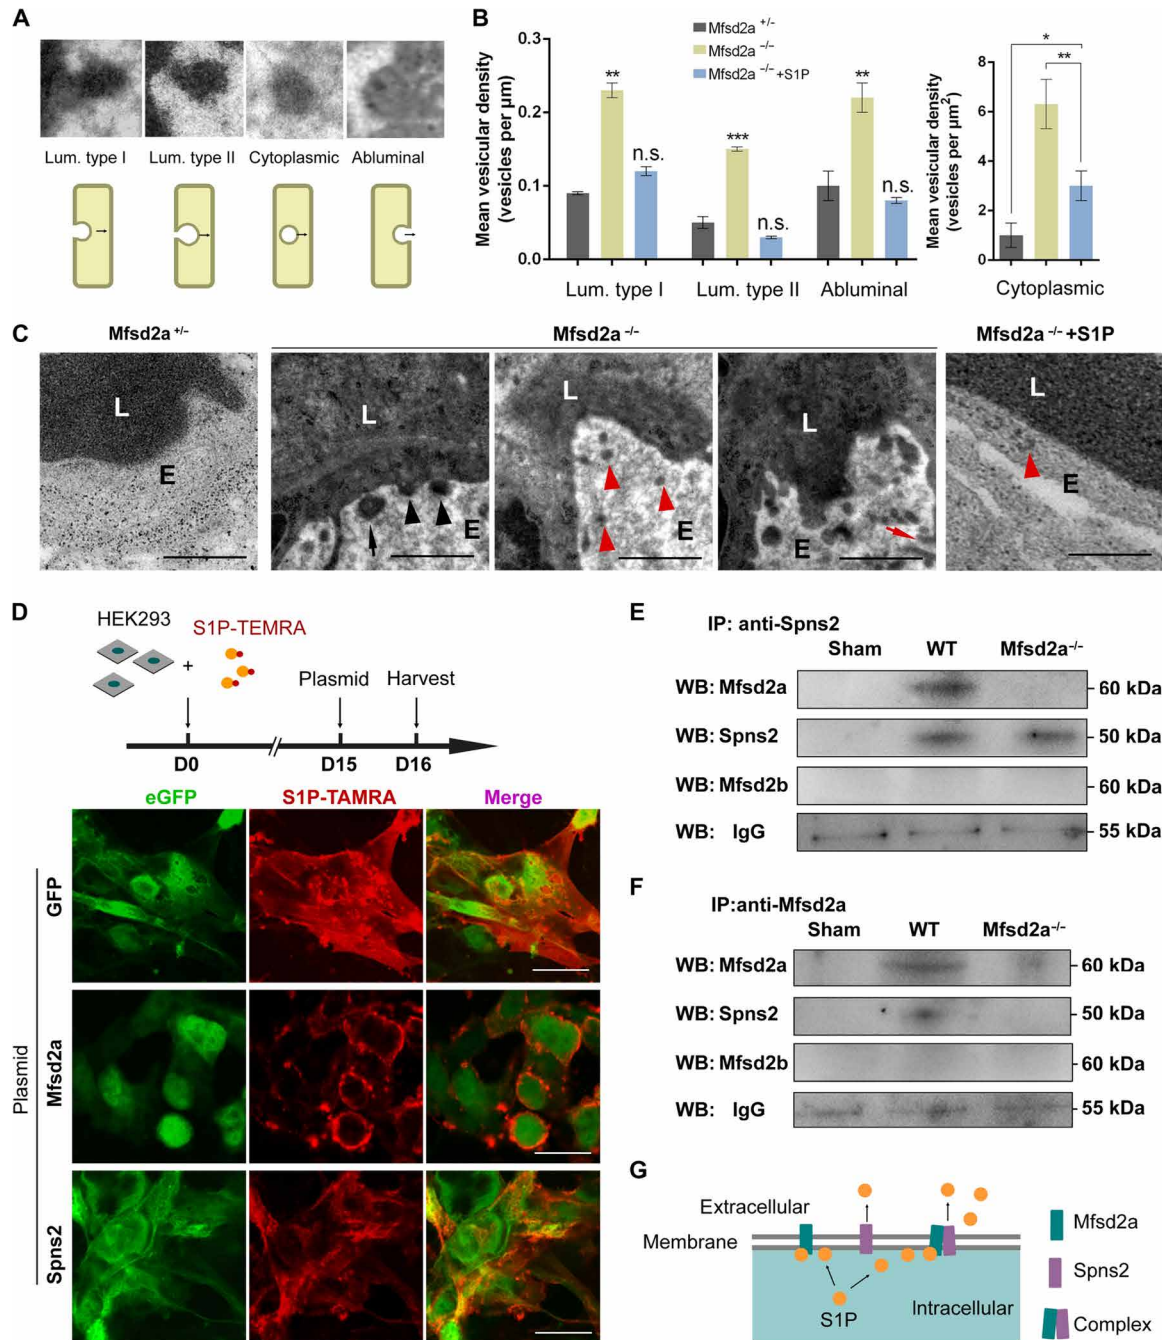 A
Lum. type I
Lum. type II
Cytoplasmic
Abluminal
B
Mfsd2a +/-
Mfsd2a -/-
Mfsd2a -/- +S1P
Mean vesicular density
(vesicles per µm)
0.3
0.2
0.1
0.0
**
n.s.
***
n.s.
**
n.s.
Lum. type I
Lum. type II
Abluminal
Mean vesicular density
(vesicles per µm2)
8
6
4
2
0
*
**
Cytoplasmic
C
Mfsd2a +/-
Mfsd2a -/-
Mfsd2a -/- +S1P
L
E
L
E
L
E
L
E
L
E
D
HEK293
+
S1P-TEMRA
Plasmid
Harvest
D0
D15
D16
eGFP
S1P-TAMRA
Merge
Plasmid
GFP
Mfsd2a
Spns2
E
IP: anti-Spns2
Sham
WT
Mfsd2a-/-
WB: Mfsd2a
60 kDa
WB: Spns2
50 kDa
WB: Mfsd2b
60 kDa
WB: IgG
55 kDa
F
IP:anti-Mfsd2a
Sham
WT
Mfsd2a-/-
WB: Mfsd2a
60 kDa
WB: Spns2
50 kDa
WB: Mfsd2b
60 kDa
WB: IgG
55 kDa
G
Extracellular
Membrane
S1P
Intracellular
Mfsd2a
Spns2
Complex